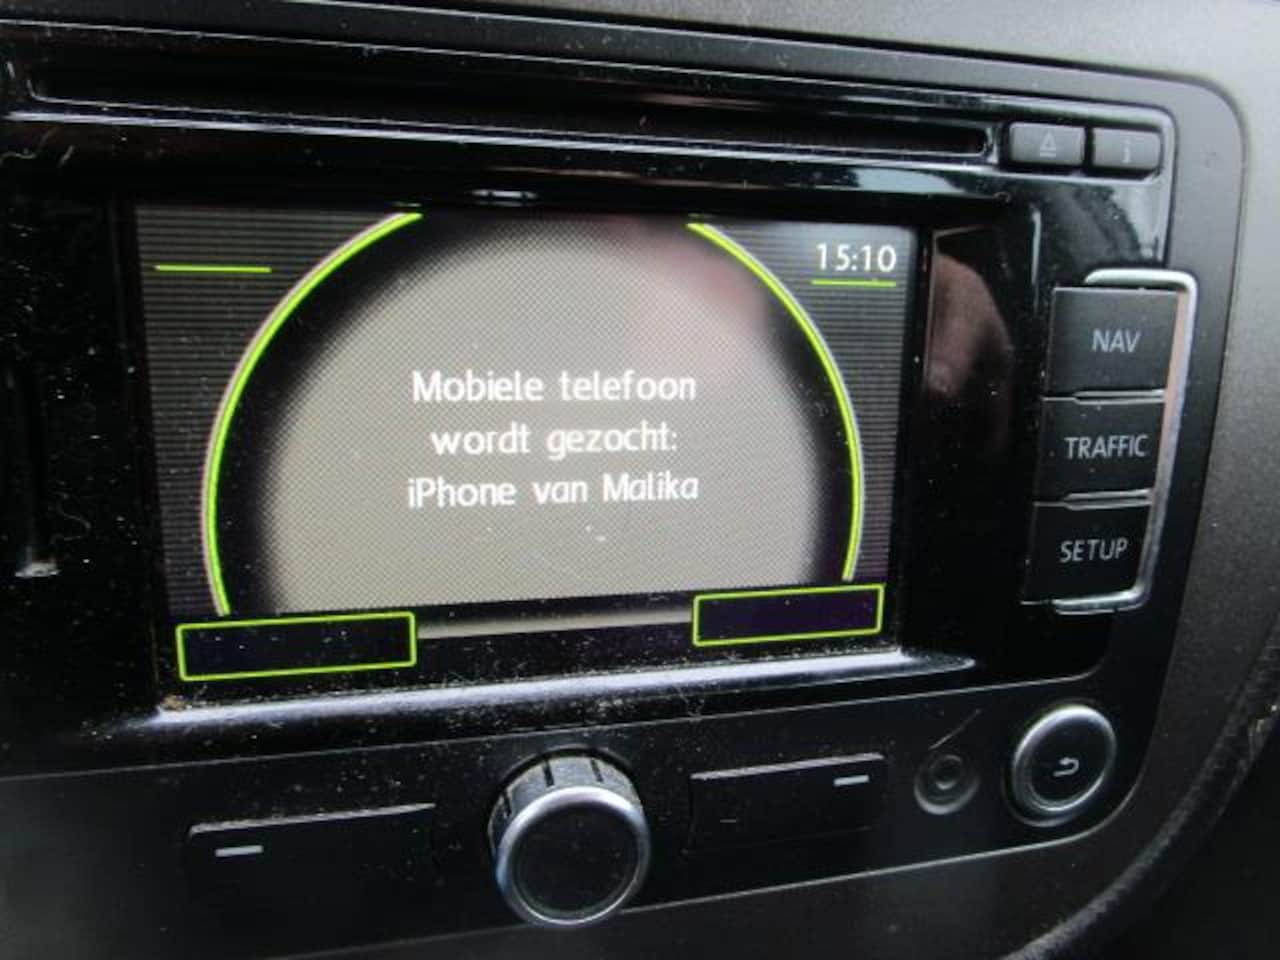 15:10
Mobiele telefoon
wordt gezocht:
iPhone van Malika
i
NAV
TRAFFIC
SETUP